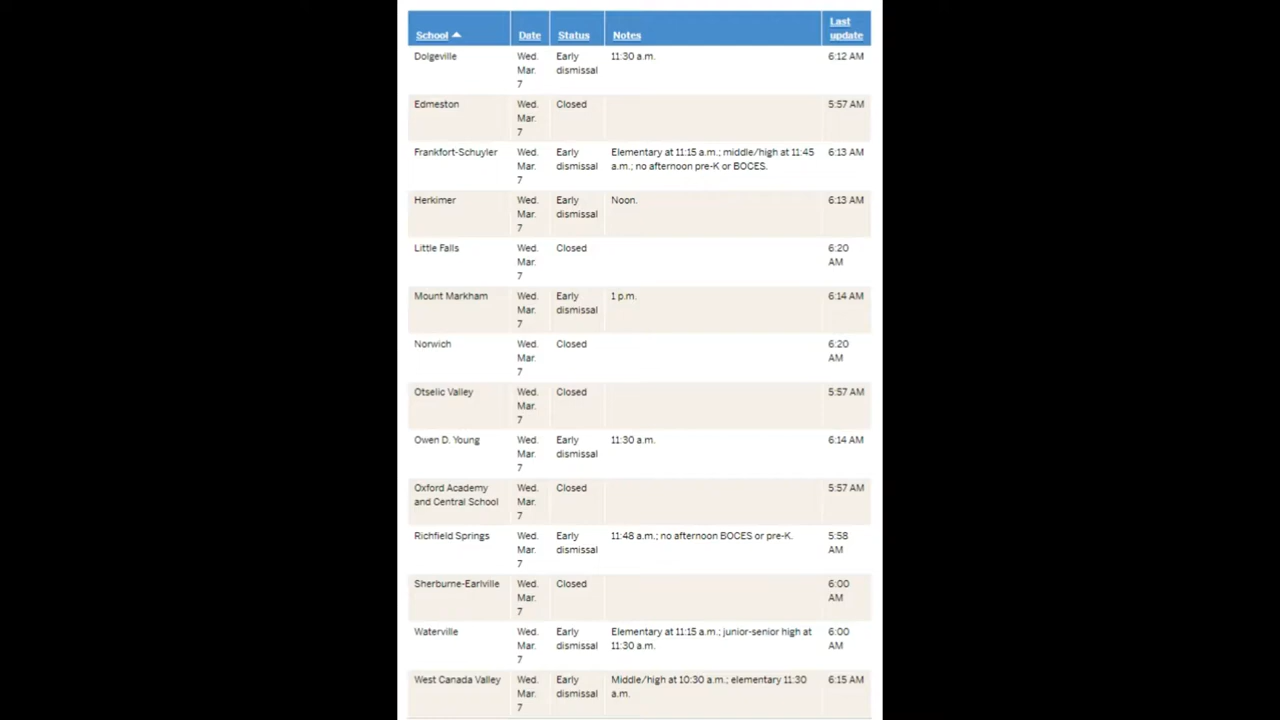 School Date Status Notes Last update
Dolgeville Wed. Mar. 7 Early dismissal 11:30 a.m. 6:12 AM
Edmeston Wed. Mar. 7 Closed 5:57 AM
Frankfort-Schuyler Wed. Mar. 7 Early dismissal Elementary at 11:15 a.m.; middle/high at 11:45 a.m.; no afternoon pre-K or BOCES. 6:13 AM
Herkimer Wed. Mar. 7 Early dismissal Noon. 6:13 AM
Little Falls Wed. Mar. 7 Closed 6:20 AM
Mount Markham Wed. Mar. 7 Early dismissal 1 p.m. 6:14 AM
Norwich Wed. Mar. 7 Closed 6:20 AM
Otselic Valley Wed. Mar. 7 Closed 5:57 AM
Owen D. Young Wed. Mar. 7 Early dismissal 11:30 a.m. 6:14 AM
Oxford Academy and Central School Wed. Mar. 7 Closed 5:57 AM
Richfield Springs Wed. Mar. 7 Early dismissal 11:48 a.m.; no afternoon BOCES or pre-K. 5:58 AM
Sherburne-Earlville Wed. Mar. 7 Closed 6:00 AM
Waterville Wed. Mar. 7 Early dismissal Elementary at 11:15 a.m.; junior-senior high at 11:30 a.m. 6:00 AM
West Canada Valley Wed. Mar. 7 Early dismissal Middle/high at 10:30 a.m.; elementary 11:30 a.m. 6:15 AM